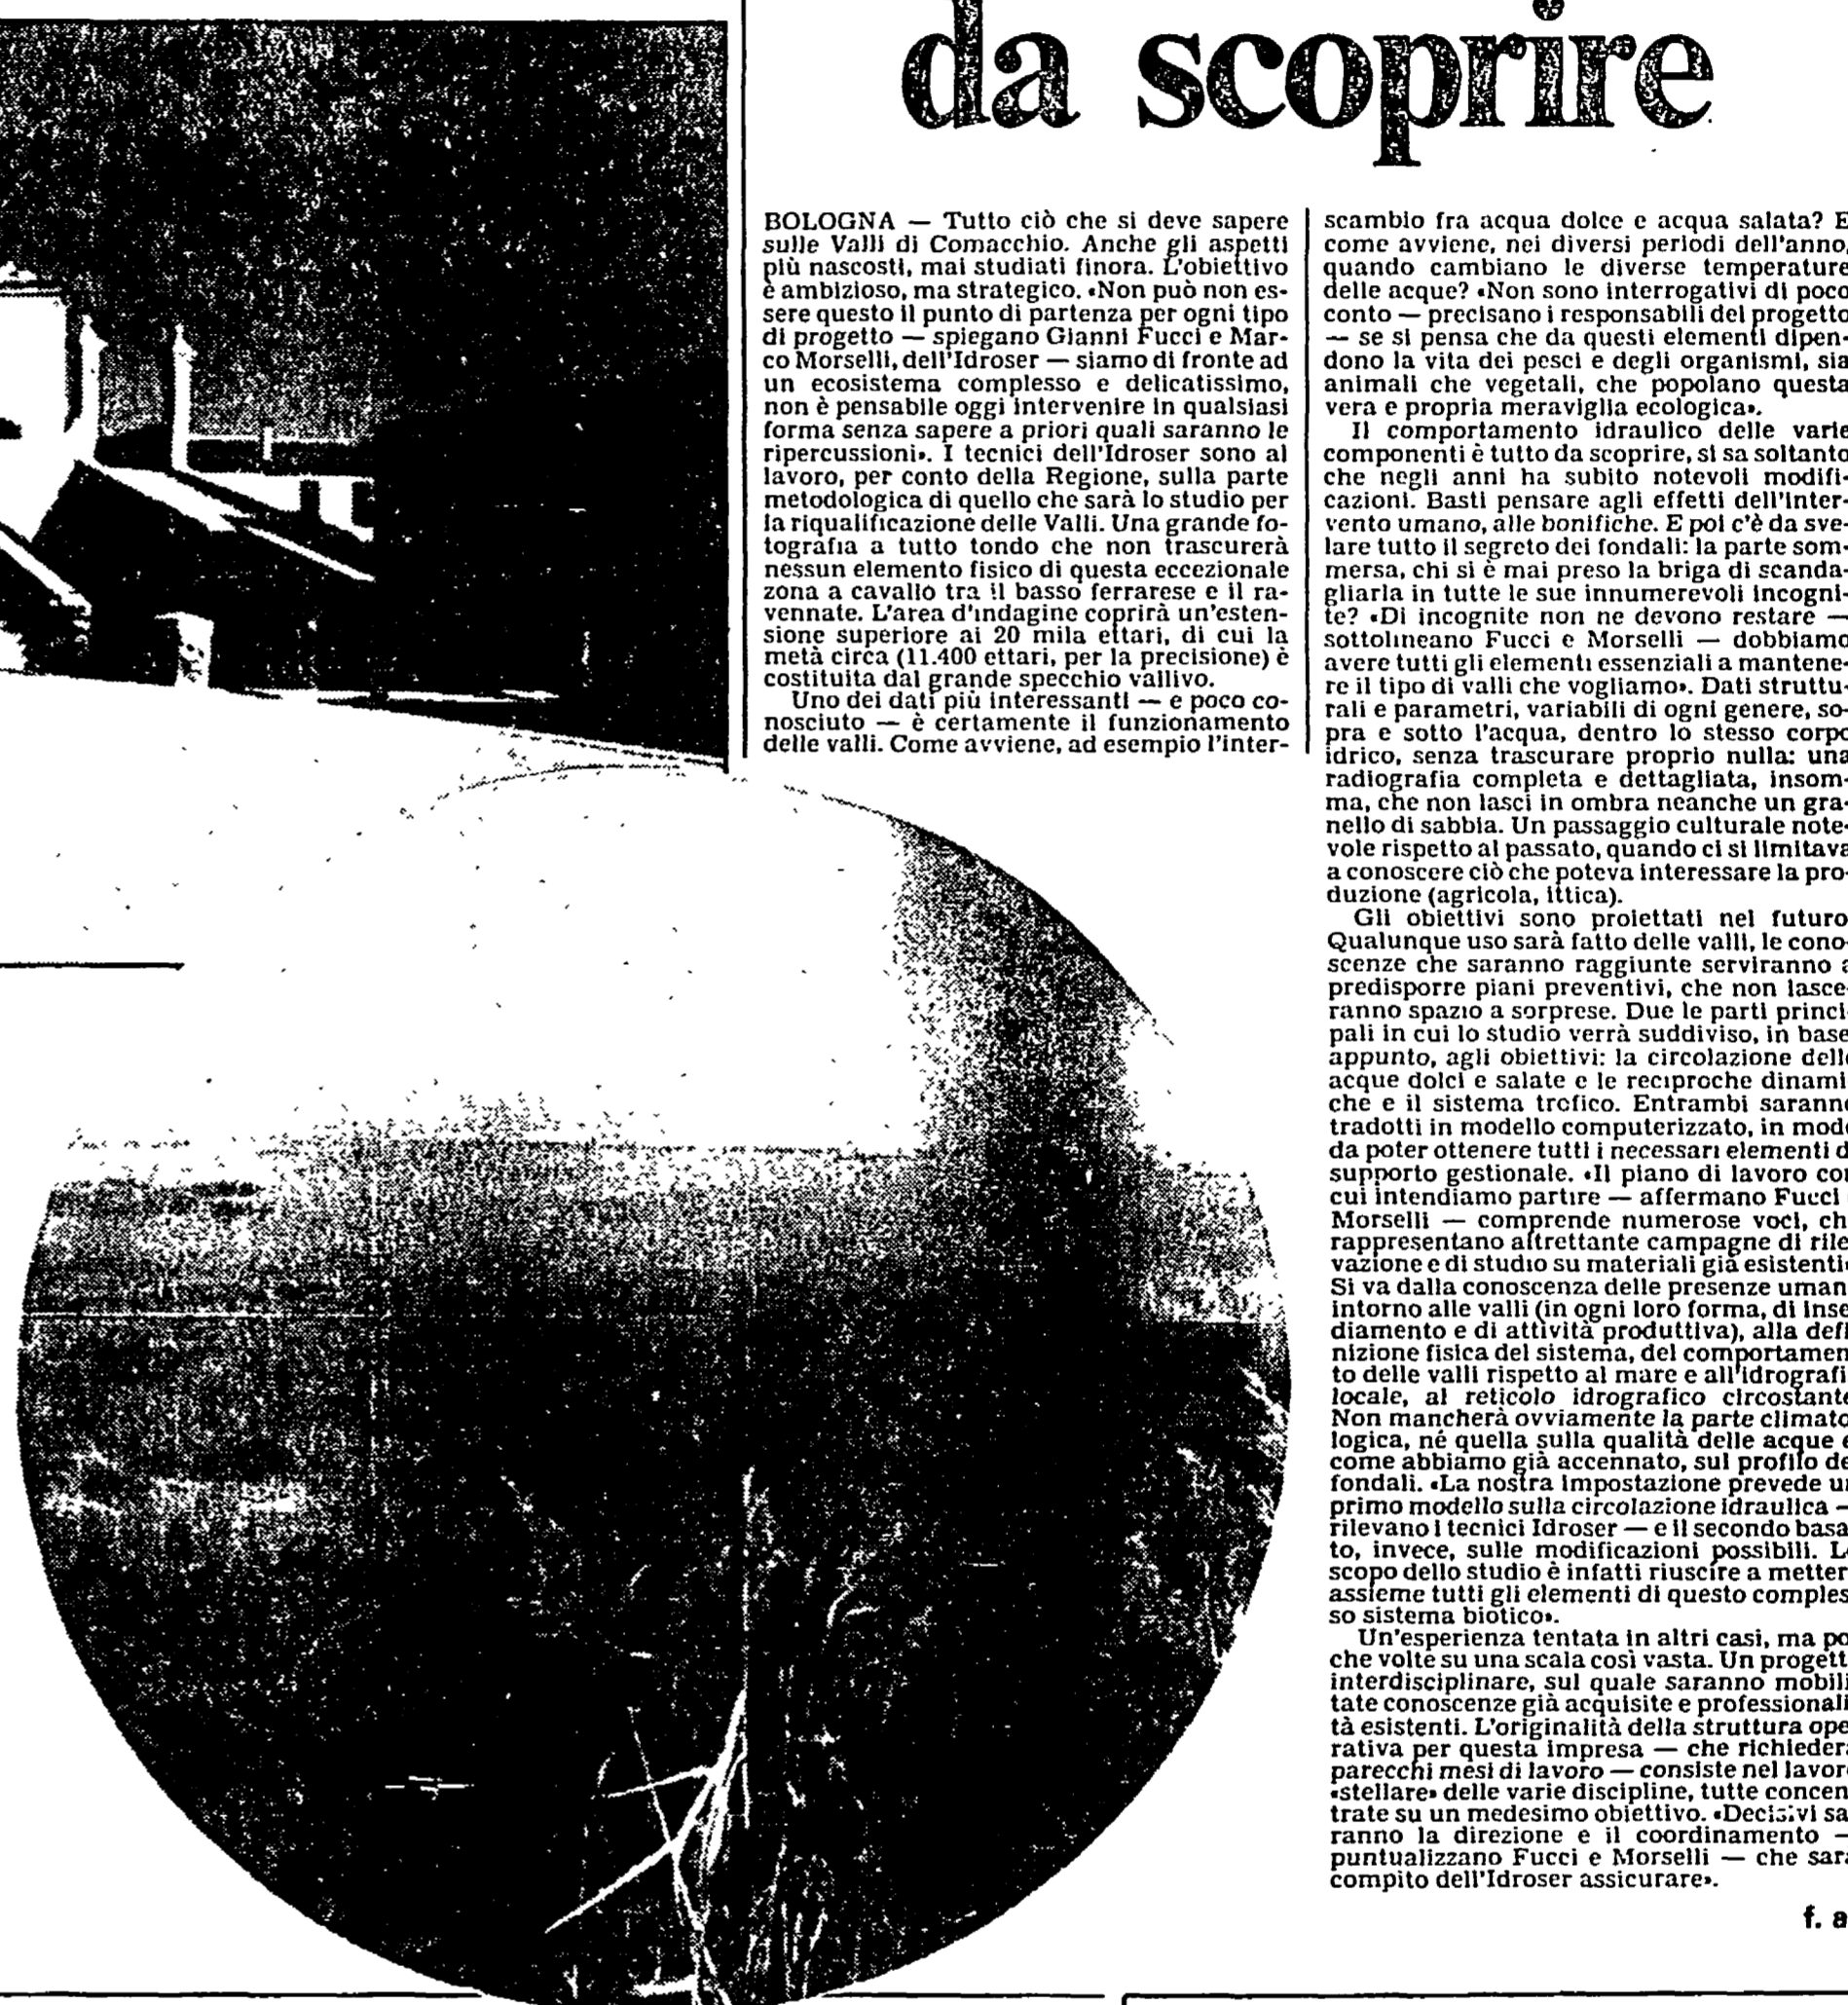 da scoprire
BOLOGNA — Tutto ciò che si deve sapere
sulle Valli di Comacchio. Anche gli aspetti
più nascosti, mai studiati finora. L'obiettivo
è ambizioso, ma strategico. «Non può non es-
sere questo il punto di partenza per ogni tipo
di progetto — spiegano Gianni Fucci e Mar-
co Morselli, dell'Idroser — siamo di fronte ad
un ecosistema complesso e delicatissimo,
non è pensabile oggi intervenire in qualsiasi
forma senza sapere a priori quali saranno le
ripercussioni». I tecnici dell'Idroser sono al
lavoro, per conto della Regione, sulla parte
metodologica di quello che sarà lo studio per
la riqualificazione delle Valli. Una grande fo-
tografia a tutto tondo che non trascurerà
nessun elemento fisico di questa eccezionale
zona a cavallo tra il basso ferrarese e il ra-
vennate. L'area d'indagine coprirà un'esten-
sione superiore ai 20 mila ettari, di cui la
metà circa (11.400 ettari, per la precisione) è
costituita dal grande specchio vallivo.
Uno dei dati più interessanti — e poco co-
nosciuto — è certamente il funzionamento
delle valli. Come avviene, ad esempio l'inter-
scambio fra acqua dolce e acqua salata? E
come avviene, nei diversi periodi dell'anno,
quando cambiano le diverse temperature
delle acque? «Non sono interrogativi di poco
conto — precisano i responsabili del progetto
— se si pensa che da questi elementi dipen-
dono la vita dei pesci e degli organismi, sia
animali che vegetali, che popolano questa
vera e propria meraviglia ecologica».
Il comportamento idraulico delle varie
componenti è tutto da scoprire, si sa soltanto
che negli anni ha subito notevoli modifi-
cazioni. Basti pensare agli effetti dell'inter-
vento umano, alle bonifiche. E poi c'è da sve-
lare tutto il segreto dei fondali: la parte som-
mersa, chi si è mai preso la briga di scanda-
gliarla in tutte le sue innumerevoli incogni-
te? «Di incognite non ne devono restare —
sottolineano Fucci e Morselli — dobbiamo
avere tutti gli elementi essenziali a mantene-
re il tipo di valli che vogliamo». Dati struttu-
rali e parametri, variabili di ogni genere, so-
pra e sotto l'acqua, dentro lo stesso corpo
idrico, senza trascurare proprio nulla: una
radiografia completa e dettagliata, insom-
ma, che non lasci in ombra neanche un gra-
nello di sabbia. Un passaggio culturale note-
vole rispetto al passato, quando ci si limitava
a conoscere ciò che poteva interessare la pro-
duzione (agricola, ittica).
Gli obiettivi sono proiettati nel futuro
Qualunque uso sarà fatto delle valli, le cono-
scenze che saranno raggiunte serviranno a
predisporre piani preventivi, che non lasce-
ranno spazio a sorprese. Due le parti princi-
pali in cui lo studio verrà suddiviso, in base
appunto, agli obiettivi: la circolazione delle
acque dolci e salate e le reciproche dinami
che e il sistema trofico. Entrambi saranno
tradotti in modello computerizzato, in modo
da poter ottenere tutti i necessari elementi d
supporto gestionale. «Il piano di lavoro con
cui intendiamo partire — affermano Fucci
Morselli — comprende numerose voci, ch
rappresentano altrettante campagne di rile
vazione e di studio su materiali già esistenti»
Si va dalla conoscenza delle presenze uman
intorno alle valli (in ogni loro forma, di inse
diamento e di attività produttiva), alla defi
nizione fisica del sistema, del comportamen
to delle valli rispetto al mare e all'idrografi
locale, al reticolo idrografico circostante
Non mancherà ovviamente la parte climato
logica, né quella sulla qualità delle acque e
come abbiamo già accennato, sul profilo de
fondali. «La nostra impostazione prevede un
primo modello sulla circolazione idraulica —
rilevano i tecnici Idroser — e il secondo basa
to, invece, sulle modificazioni possibili. Lo
scopo dello studio è infatti riuscire a metter
assieme tutti gli elementi di questo comples
so sistema biotico».
Un'esperienza tentata in altri casi, ma po
che volte su una scala così vasta. Un progett
interdisciplinare, sul quale saranno mobili
tate conoscenze già acquisite e professionali
tà esistenti. L'originalità della struttura ope
rativa per questa impresa — che richiederà
parecchi mesi di lavoro — consiste nel lavoro
«stellare» delle varie discipline, tutte concen
trate su un medesimo obiettivo. «Decisivi sa
ranno la direzione e il coordinamento —
puntualizzano Fucci e Morselli — che sarà
compito dell'Idroser assicurare».
f. a